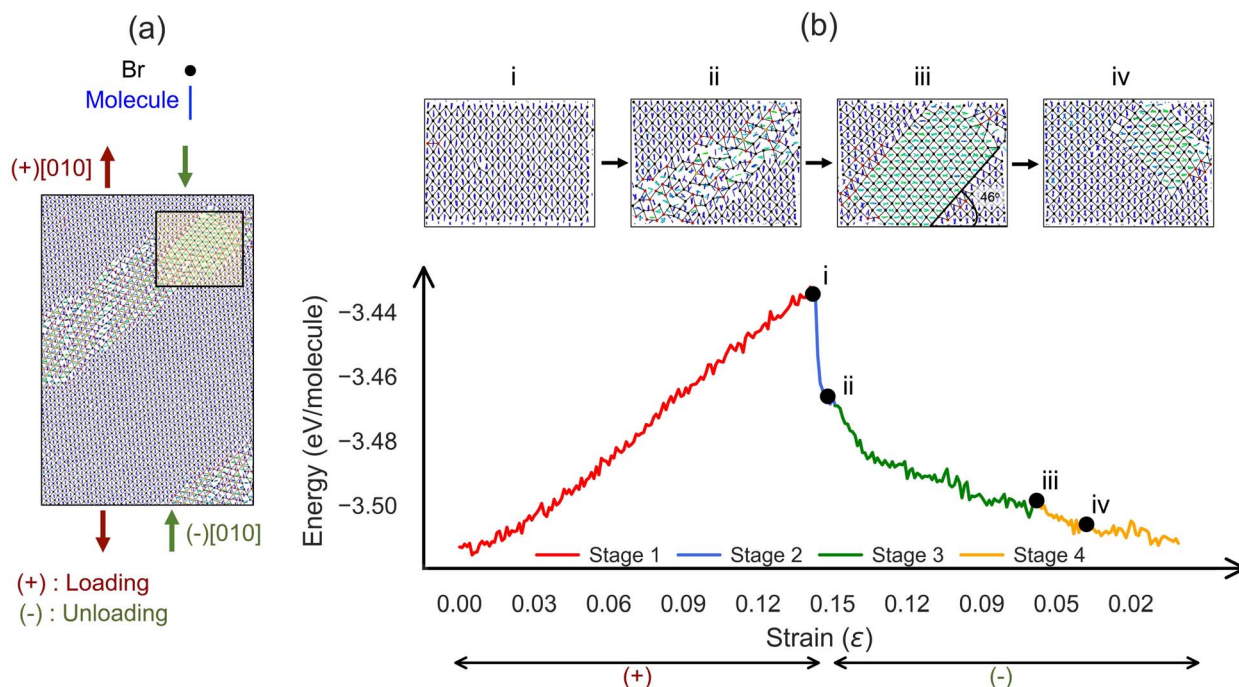 (a)
Br
Molecule
(+)[010]
(-)[010]
(+) : Loading
(-) : Unloading
(b)
i
ii
iii
iv
46°
Energy (eV/molecule)
−3.44
−3.46
−3.48
−3.50
i
ii
iii
iv
Stage 1
Stage 2
Stage 3
Stage 4
0.00 0.03 0.06 0.09 0.12 0.15 0.12 0.09 0.05 0.02
Strain (ε)
(+)
(-)